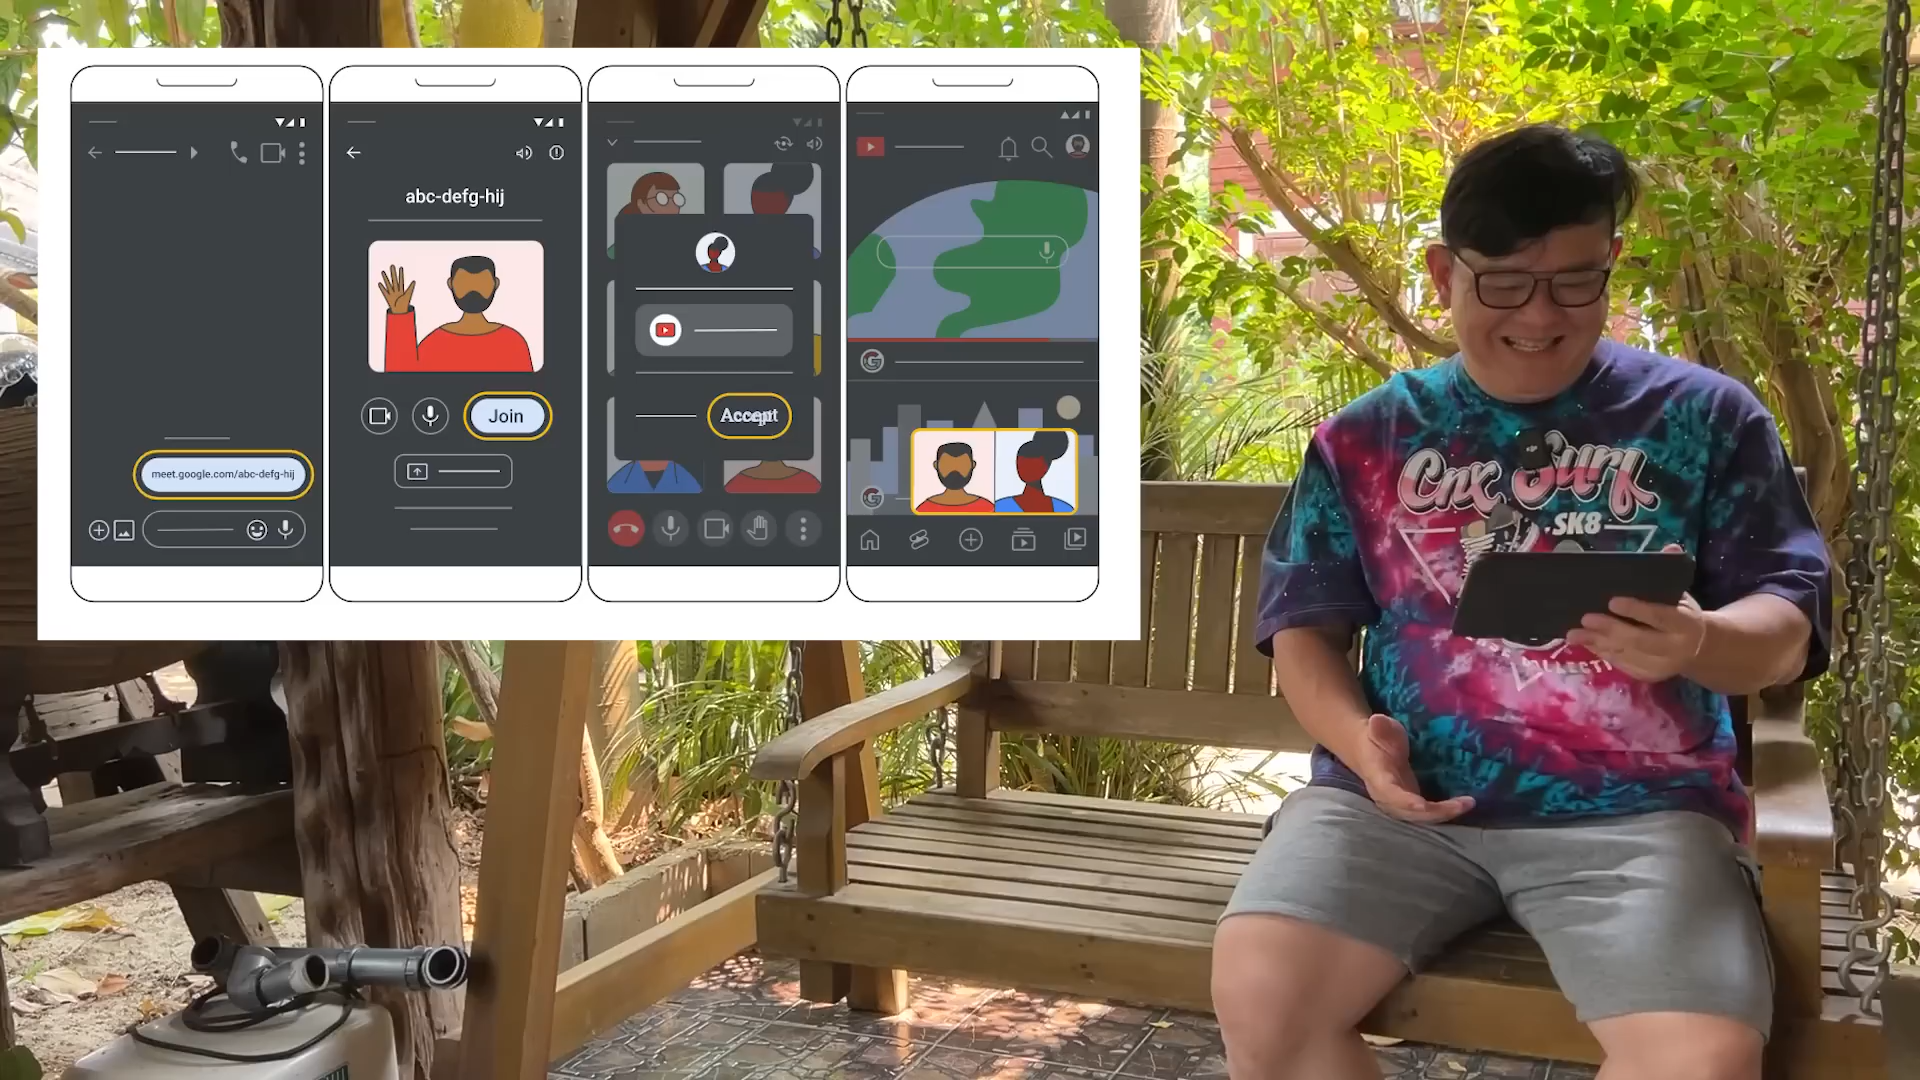 meet.google.com/abc-defg-hij
abc-defg-hij
Join
Accept
Cnx Surf
SK8